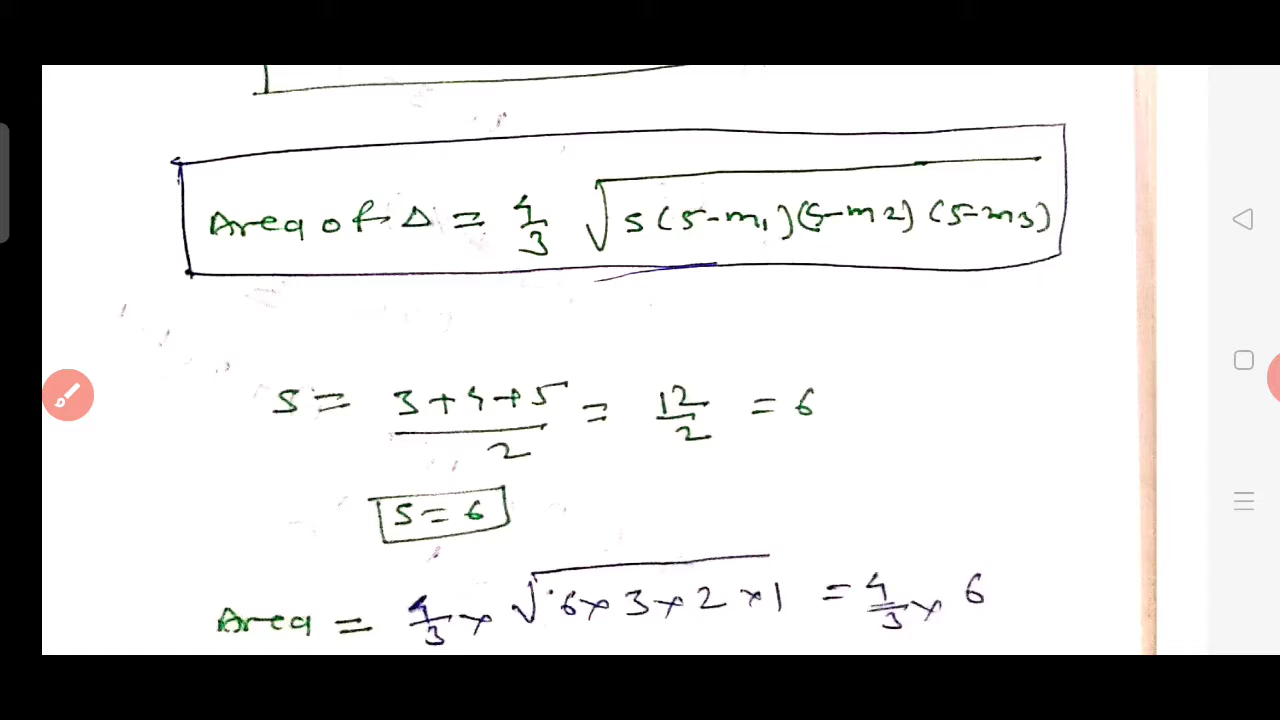 Area of Δ = 4/3 √s(s-m1)(s-m2)(s-m3)
s = 3+4+5/2 = 12/2 = 6
s = 6
Area = 4/3 × √6×3×2×1 = 4/3 × 6